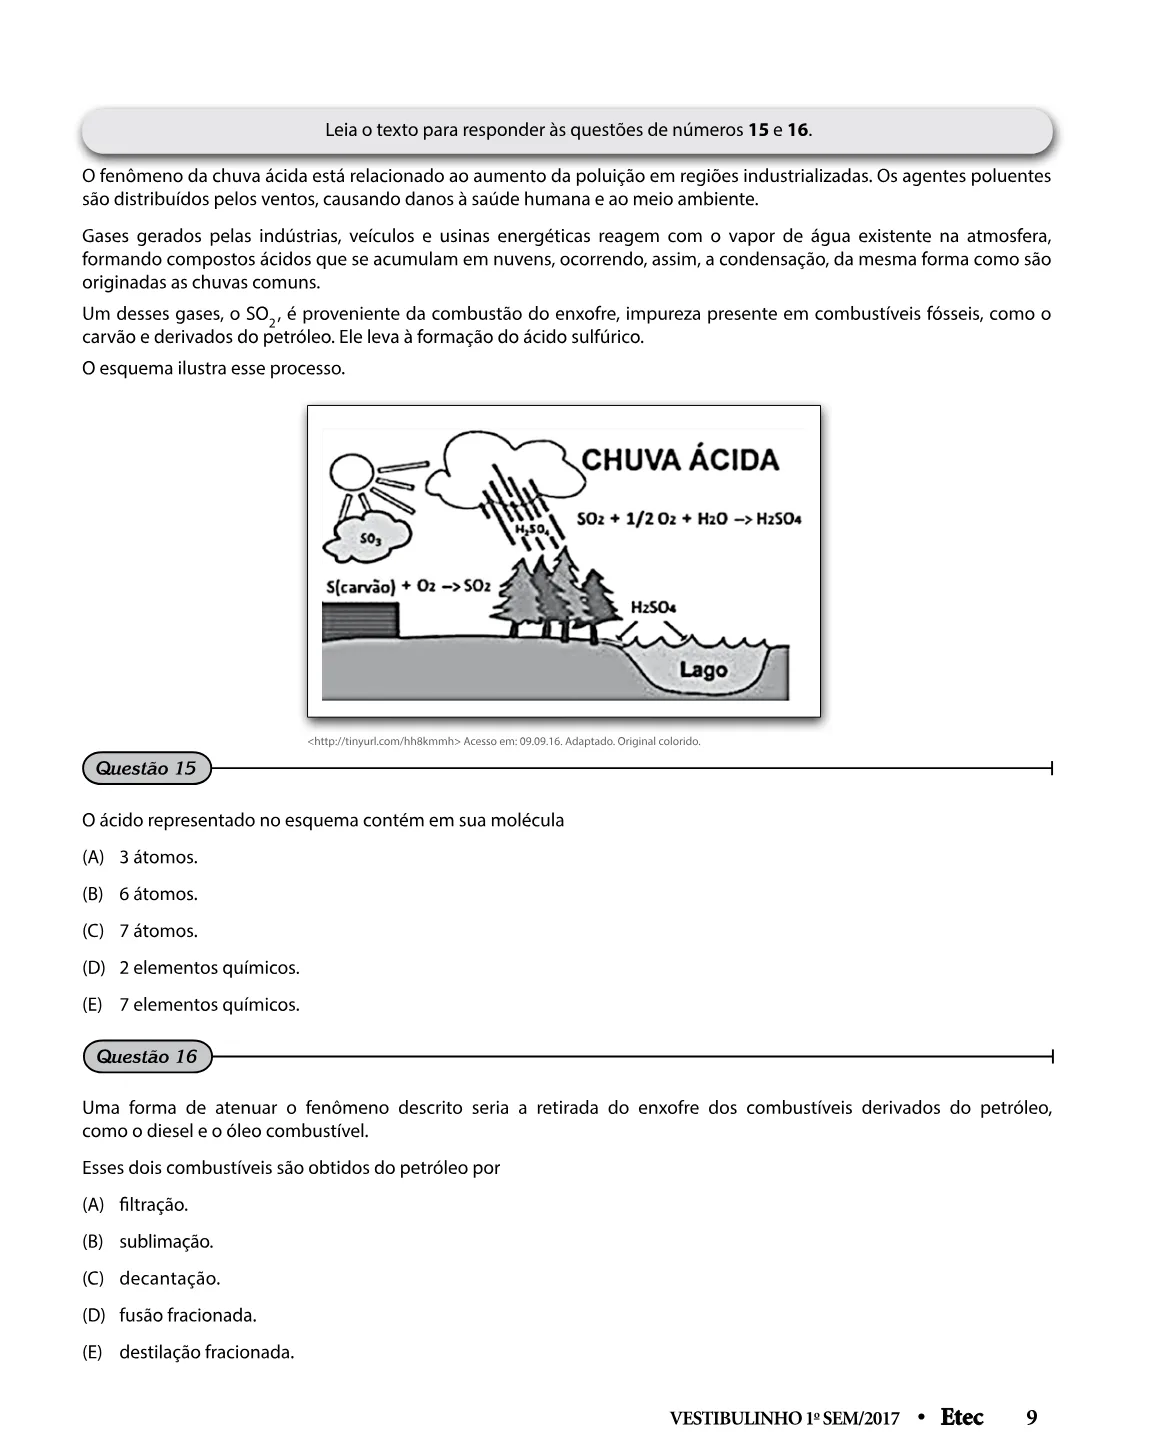 Leia o texto para responder às questões de números 15 e 16.
O fenômeno da chuva ácida está relacionado ao aumento da poluição em regiões industrializadas. Os agentes poluentes
são distribuídos pelos ventos, causando danos à saúde humana e ao meio ambiente.
Gases gerados pelas indústrias, veículos e usinas energéticas reagem com o vapor de água existente na atmosfera,
formando compostos ácidos que se acumulam em nuvens, ocorrendo, assim, a condensação, da mesma forma como são
originadas as chuvas comuns.
Um desses gases, o SO2, é proveniente da combustão do enxofre, impureza presente em combustíveis fósseis, como o
carvão e derivados do petróleo. Ele leva à formação do ácido sulfúrico.
O esquema ilustra esse processo.
CHUVA ÁCIDA
SO2 + 1/2 O2 + H2O –> H2SO4
H2SO4
SO3
S(carvão) + O2 –> SO2
H2SO4
Lago
<http://tinyurl.com/hh8kmmh> Acesso em: 09.09.16. Adaptado. Original colorido.
Questão 15
O ácido representado no esquema contém em sua molécula
(A) 3 átomos.
(B) 6 átomos.
(C) 7 átomos.
(D) 2 elementos químicos.
(E) 7 elementos químicos.
Questão 16
Uma forma de atenuar o fenômeno descrito seria a retirada do enxofre dos combustíveis derivados do petróleo,
como o diesel e o óleo combustível.
Esses dois combustíveis são obtidos do petróleo por
(A) filtração.
(B) sublimação.
(C) decantação.
(D) fusão fracionada.
(E) destilação fracionada.
VESTIBULINHO 1º SEM/2017 • Etec 9